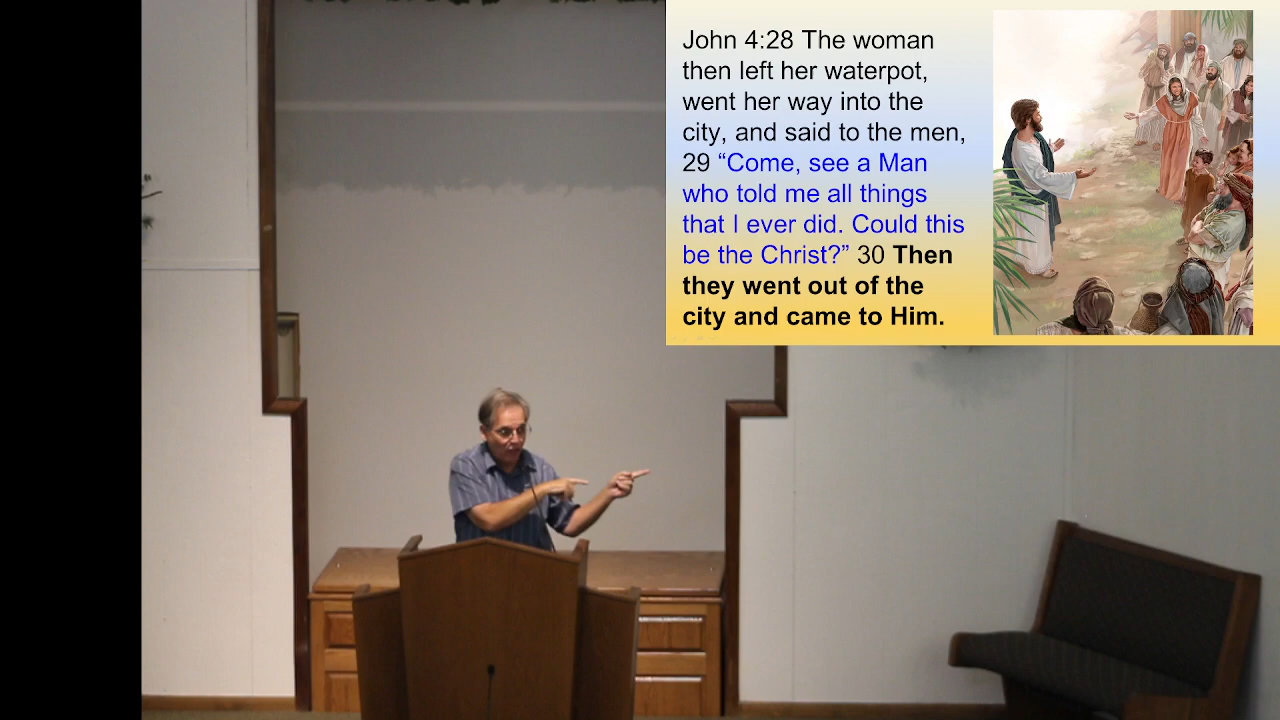 John 4:28 The woman
then left her waterpot,
went her way into the
city, and said to the men,
29 “Come, see a Man
who told me all things
that I ever did. Could this
be the Christ?” 30 Then
they went out of the
city and came to Him.